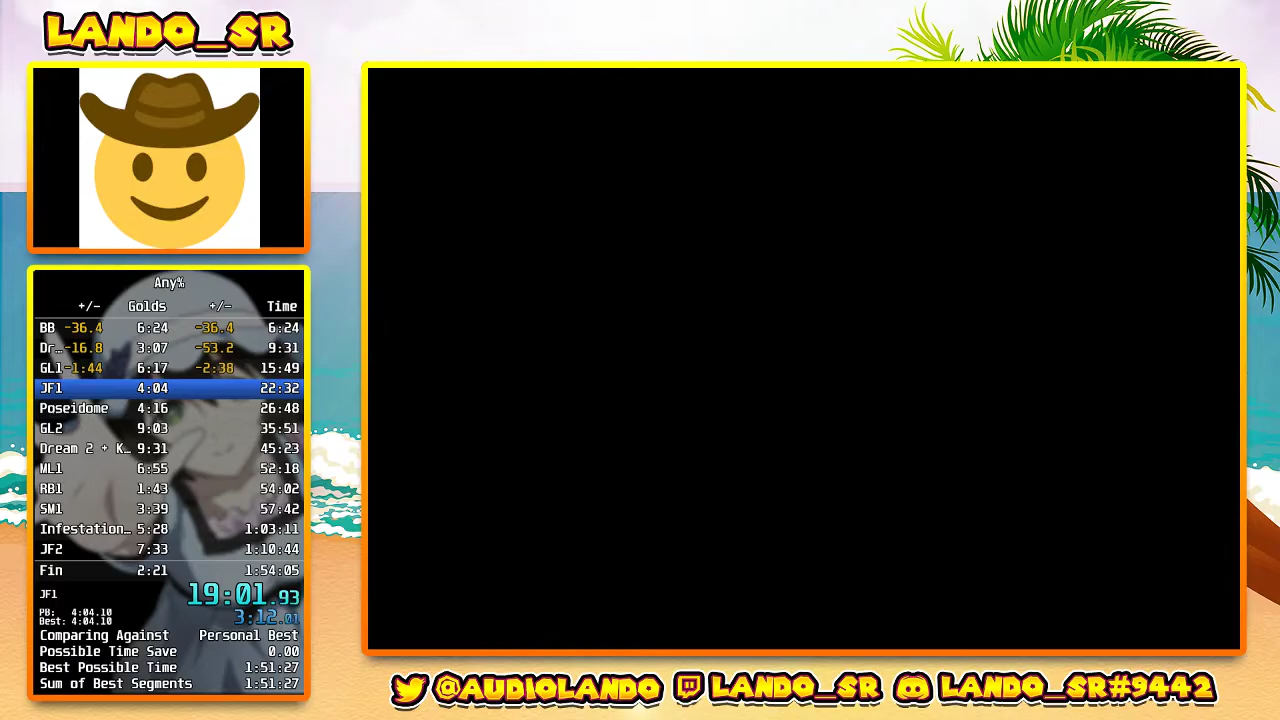 LANDO_SR
Any%
+/- Golds +/- Time
BB -36.4 6:24 -36.4 6:24
Dr…-16.8 3:07 -53.2 9:31
GL1-1:44 6:17 -2:38 15:49
JF1 4:04 22:32
Poseidome 4:16 26:48
GL2 9:03 35:51
Dream 2 + K… 9:31 45:23
ML1 6:55 52:18
RB1 1:43 54:02
SM1 3:39 57:42
Infestation… 5:28 1:03:11
JF2 7:33 1:10:44
Fin 2:21 1:54:05
JF1 19:01.93
PB: 4:04.10
Best: 4:04.10 3:12.01
Comparing Against Personal Best
Possible Time Save 0.00
Best Possible Time 1:51:27
Sum of Best Segments 1:51:27
@AUDIOLANDO LANDO_SR LANDO_SR#9442